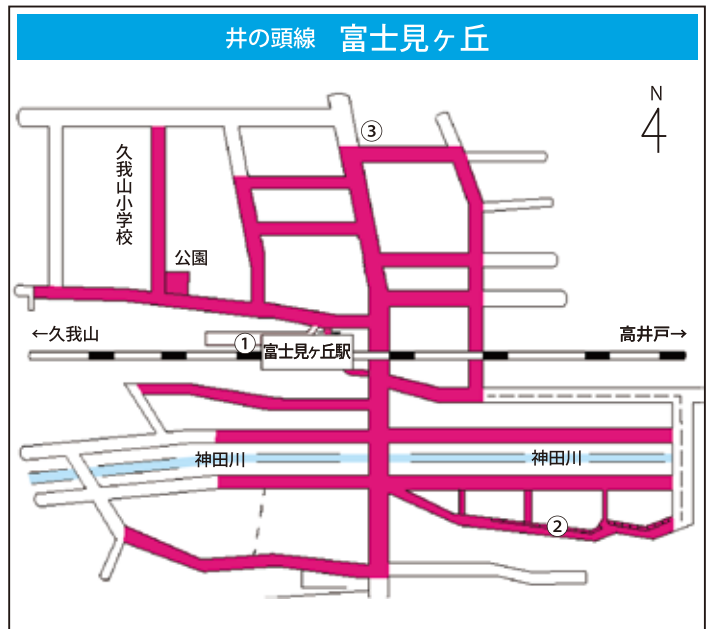 井の頭線 富士見ヶ丘
N
③
久我山小学校
公園
←久我山
①
富士見ヶ丘駅
高井戸→
神田川
神田川
②